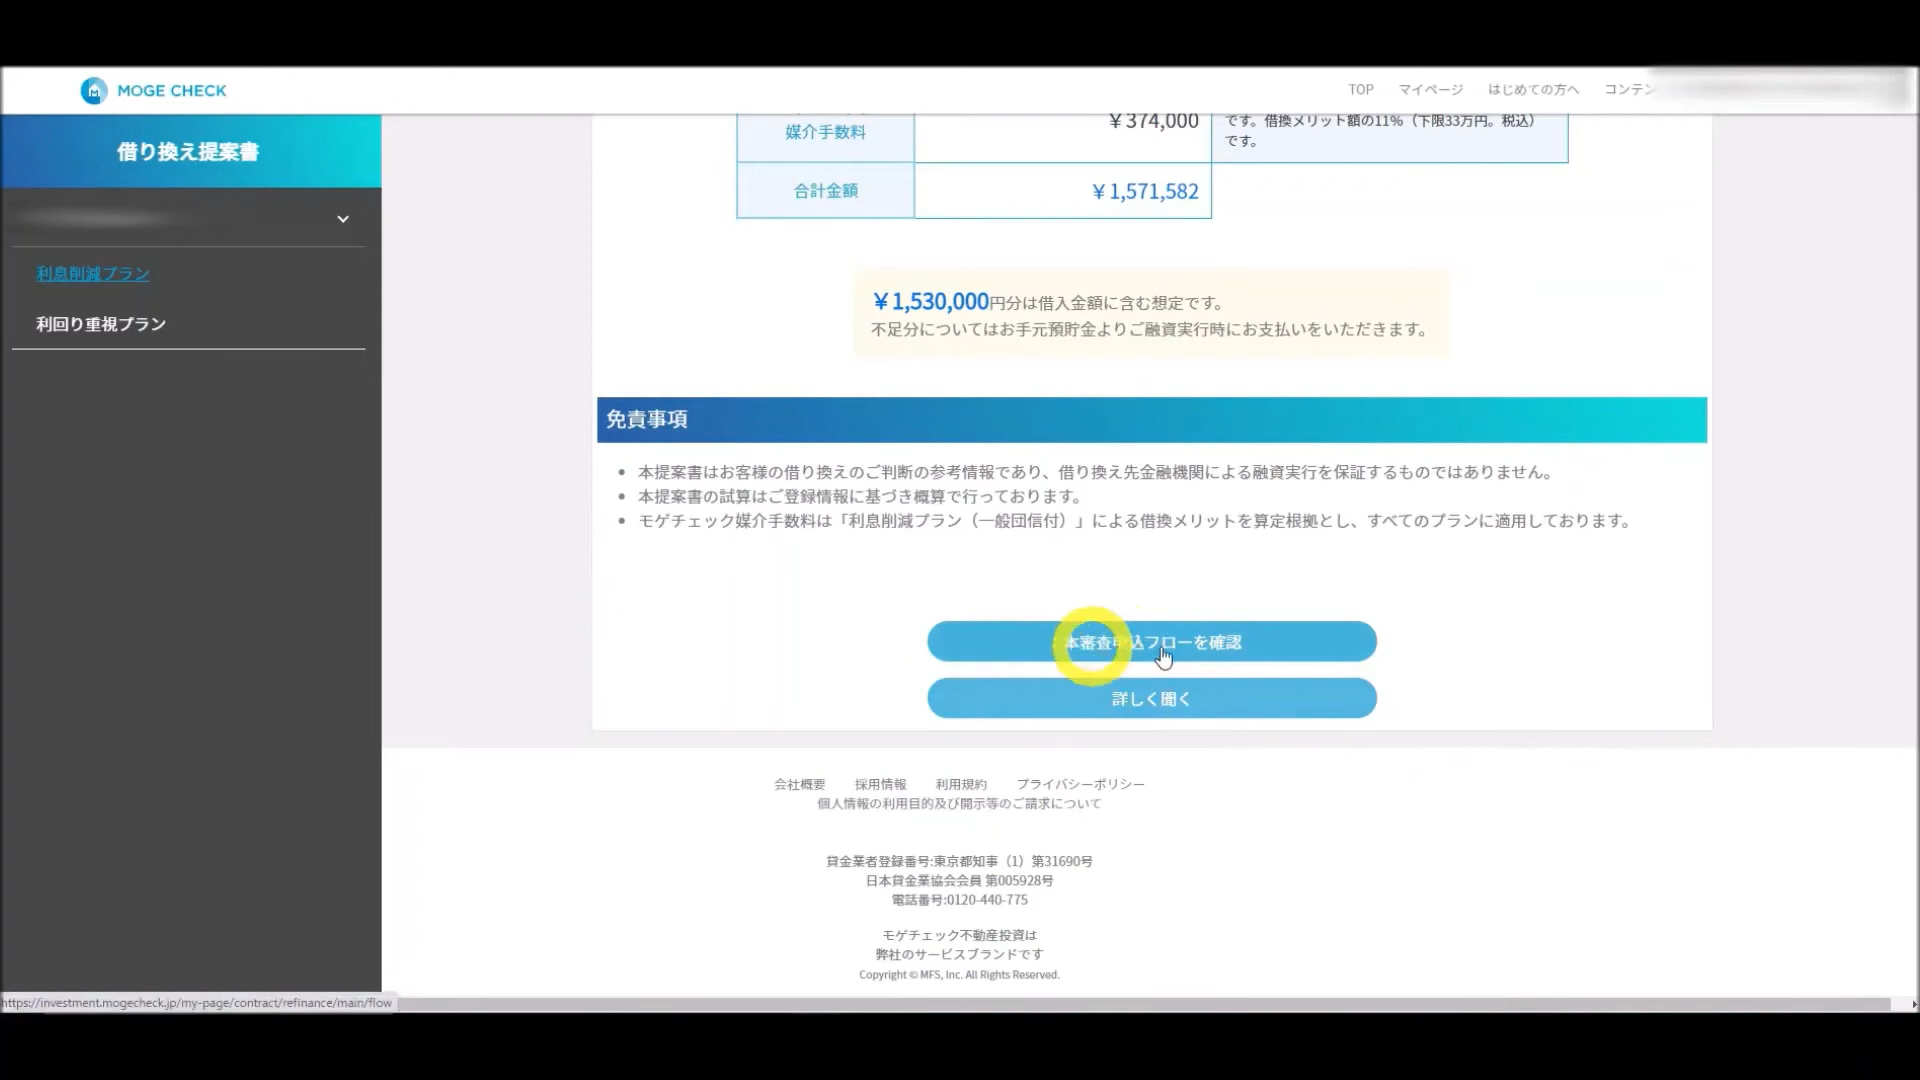 MOGE CHECK
TOP マイページ はじめての方へ コンテン
借り換え提案書
利息削減プラン
利回り重視プラン
媒介手数料
￥374,000
です。借換メリット額の11%（下限33万円。税込）
です。
合計金額
￥1,571,582
￥1,530,000円分は借入金額に含む想定です。
不足分についてはお手元預貯金よりご融資実行時にお支払いをいただきます。
免責事項
• 本提案書はお客様の借り換えのご判断の参考情報であり、借り換え先金融機関による融資実行を保証するものではありません。
• 本提案書の試算はご登録情報に基づき概算で行っております。
• モゲチェック媒介手数料は「利息削減プラン（一般団信付）」による借換メリットを算定根拠とし、すべてのプランに適用しております。
本審査申込フローを確認
詳しく聞く
会社概要 採用情報 利用規約 プライバシーポリシー
個人情報の利用目的及び開示等のご請求について
貸金業者登録番号:東京都知事（1）第31690号
日本貸金業協会会員 第005928号
電話番号:0120-440-775
モゲチェック不動産投資は
弊社のサービスブランドです
Copyright © MFS, Inc. All Rights Reserved.
https://investment.mogecheck.jp/my-page/contract/refinance/main/flow